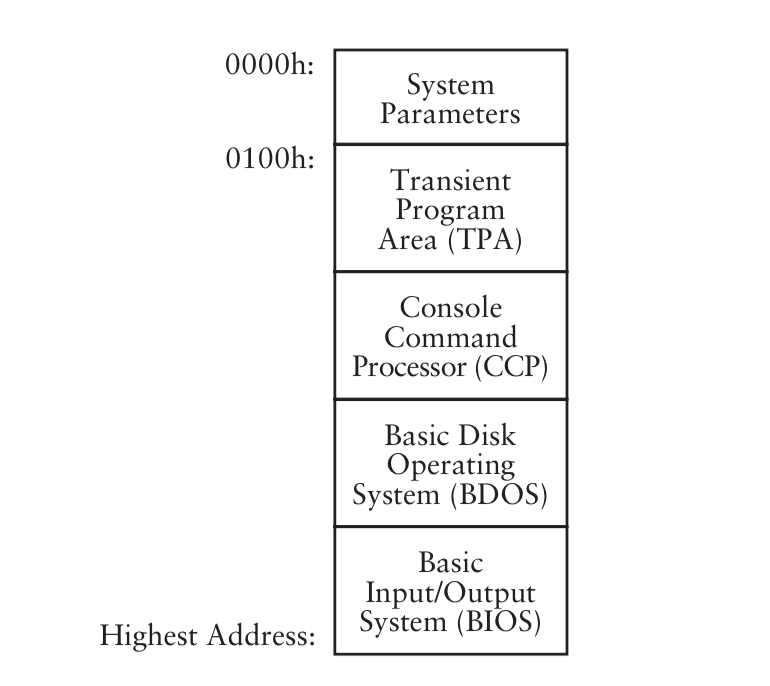 0000h:
System
Parameters
0100h:
Transient
Program
Area (TPA)
Console
Command
Processor (CCP)
Basic Disk
Operating
System (BDOS)
Basic
Input/Output
System (BIOS)
Highest Address: